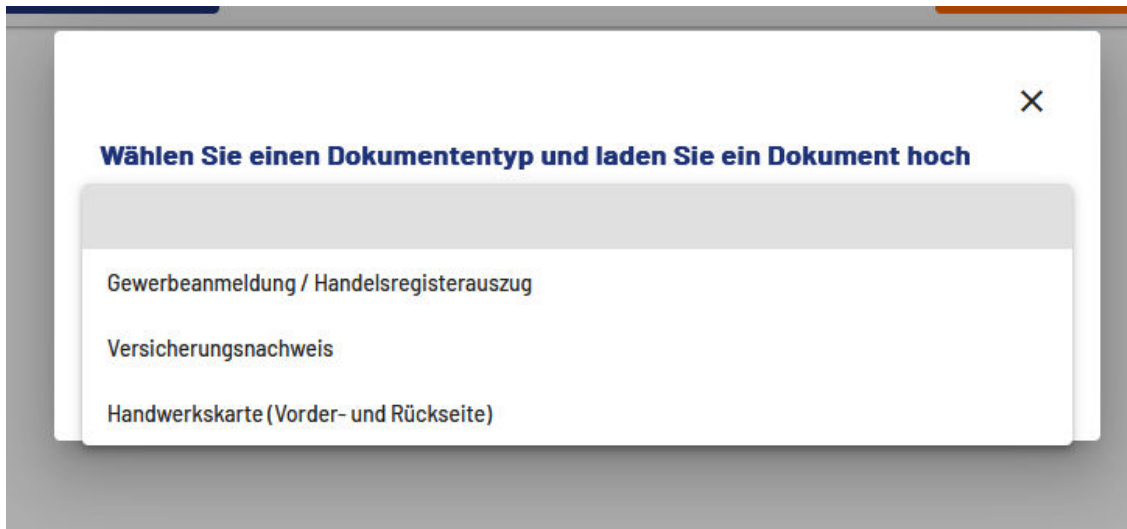 Wählen Sie einen Dokumententyp und laden Sie ein Dokument hoch
Gewerbeanmeldung / Handelsregisterauszug
Versicherungsnachweis
Handwerkskarte (Vorder- und Rückseite)